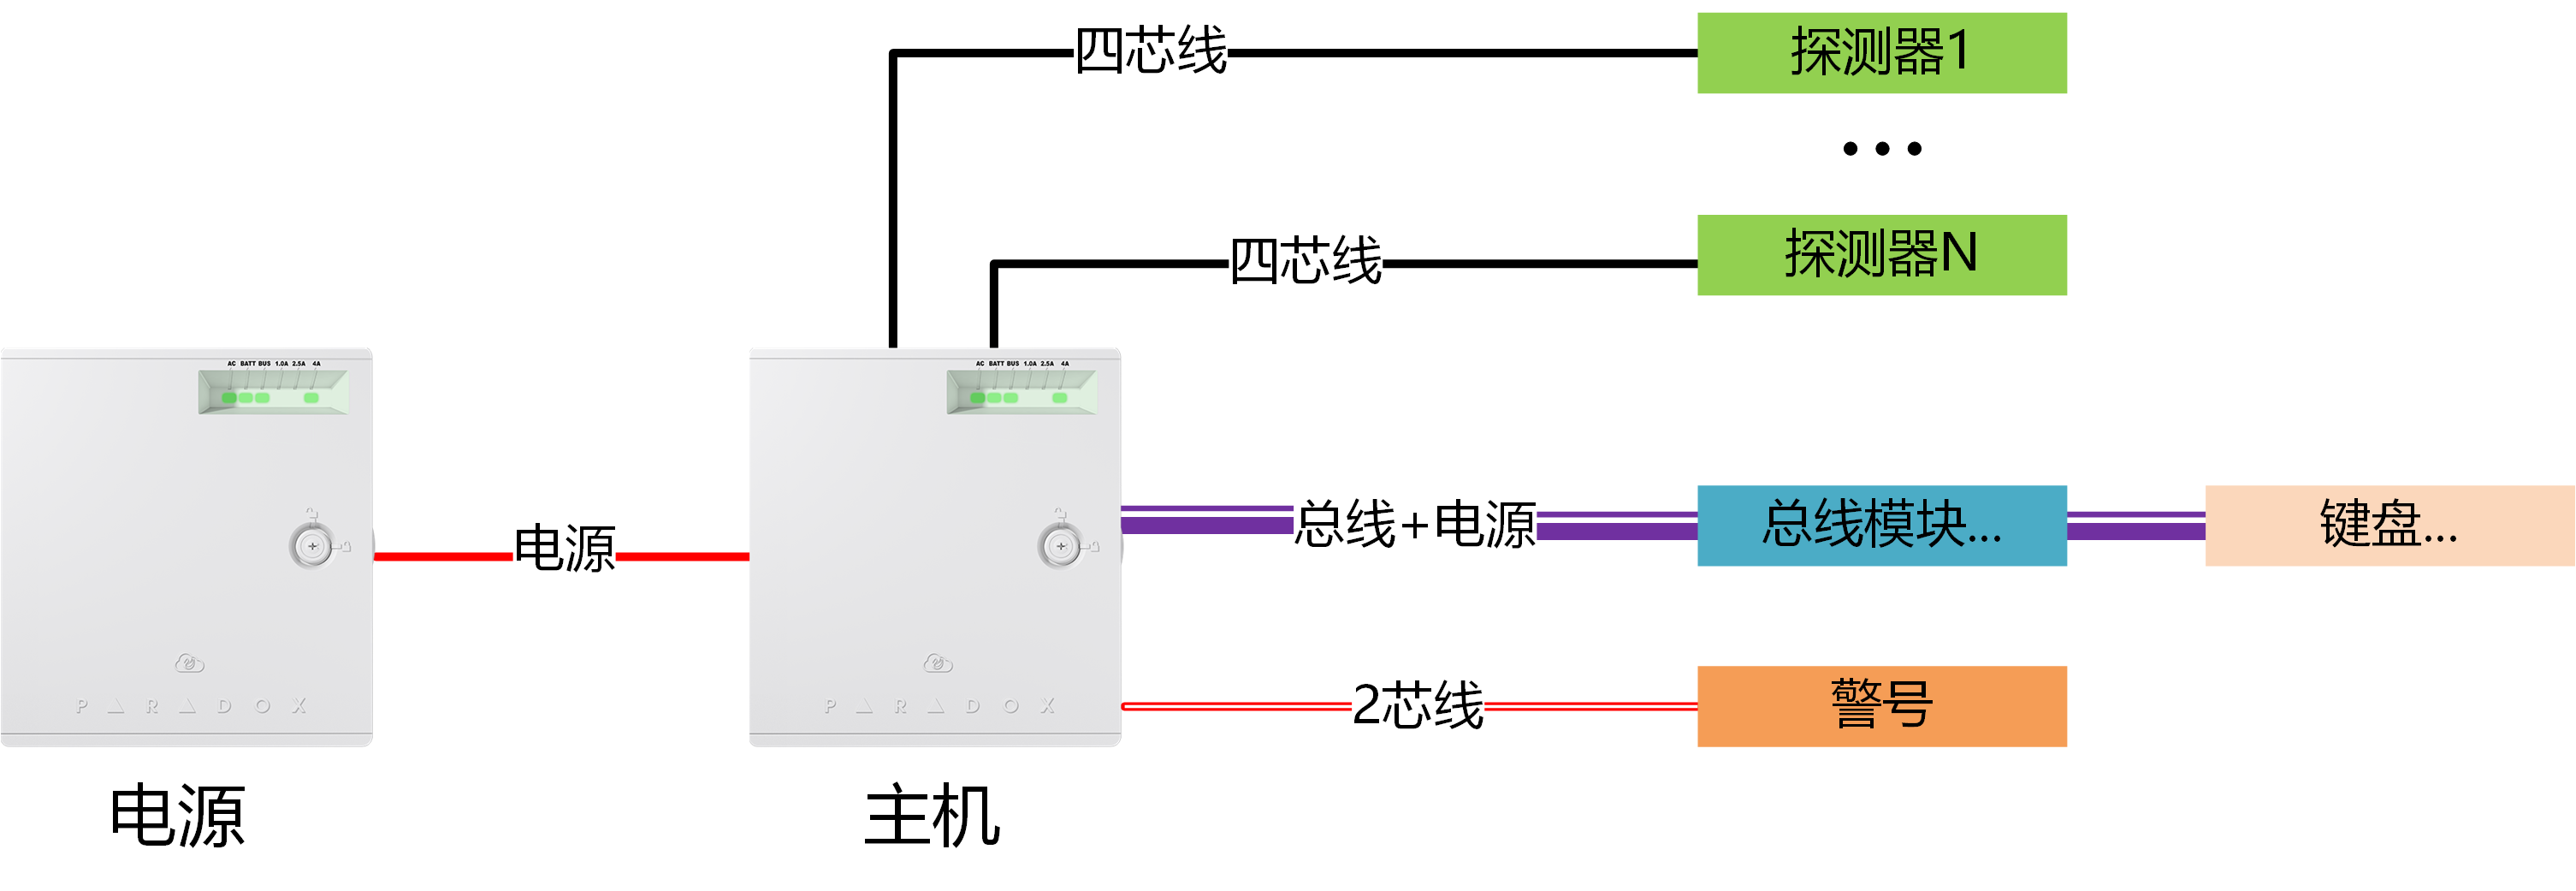 四芯线
探测器1
...
四芯线
探测器N
AC BATT BUS 1.0A 2.5A 4A
AC BATT BUS 1.0A 2.5A 4A
总线+电源
总线模块...
键盘...
电源
PARADOX
PARADOX
2芯线
警号
电源
主机